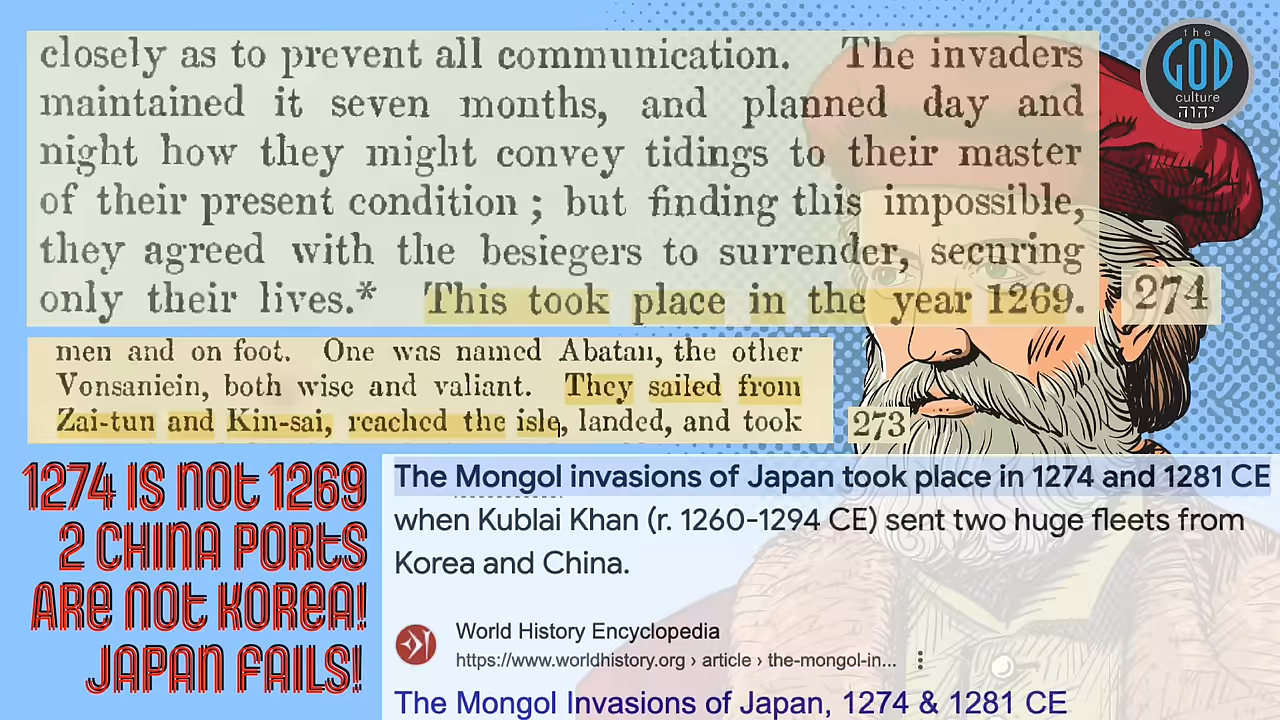 closely as to prevent all communication. The invaders
maintained it seven months, and planned day and
night how they might convey tidings to their master
of their present condition ; but finding this impossible,
they agreed with the besiegers to surrender, securing
only their lives.* This took place in the year 1269.
274
men and on foot. One was named Abatan, the other
Vonsaniein, both wise and valiant. They sailed from
Zai-tun and Kin-sai, reached the isle, landed, and took
273
1274 IS NOT 1269
2 CHINA PORTS
ARE NOT KOREA!
JAPAN FAILS!
The Mongol invasions of Japan took place in 1274 and 1281 CE
when Kublai Khan (r. 1260-1294 CE) sent two huge fleets from
Korea and China.
World History Encyclopedia
https://www.worldhistory.org › article › the-mongol-in...
The Mongol Invasions of Japan, 1274 & 1281 CE
the
GOD
culture
יהוה